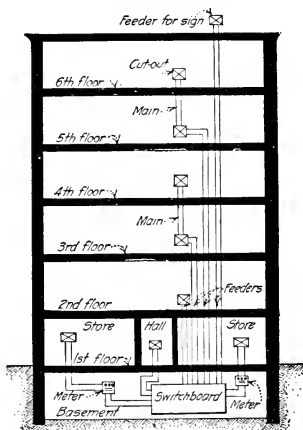 Feeder for sign
Cut-out
6th floor
Main
5th floor
4th floor
Main
3rd floor
Feeders
2nd floor
Store
Hall
Store
1st floor
Meter
Switchboard
Meter
Basement